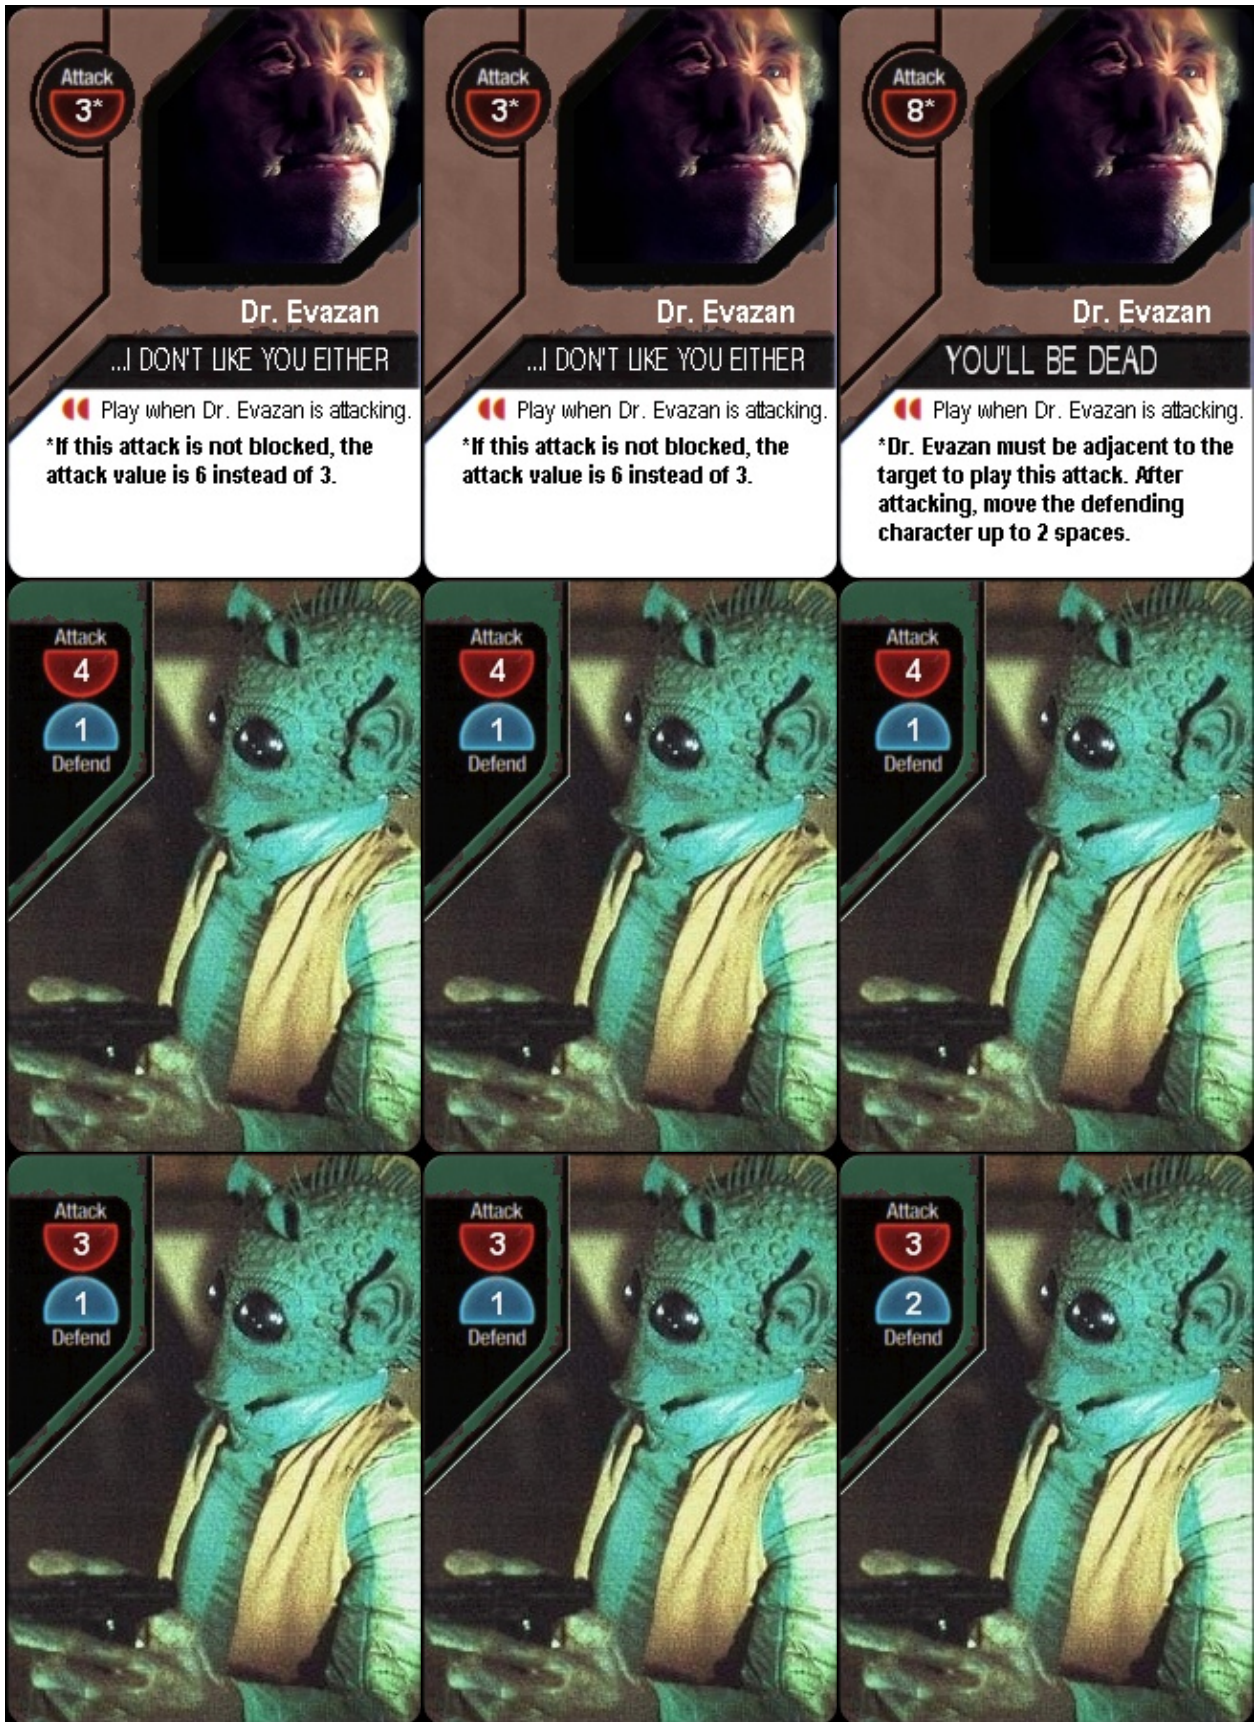 Attack
3*
Dr. Evazan
...I DON'T LIKE YOU EITHER
Play when Dr. Evazan is attacking.
*If this attack is not blocked, the
attack value is 6 instead of 3.
Attack
3*
Dr. Evazan
...I DON'T LIKE YOU EITHER
Play when Dr. Evazan is attacking.
*If this attack is not blocked, the
attack value is 6 instead of 3.
Attack
8*
Dr. Evazan
YOU'LL BE DEAD
Play when Dr. Evazan is attacking.
*Dr. Evazan must be adjacent to the
target to play this attack. After
attacking, move the defending
character up to 2 spaces.
Attack
4
1
Defend
Attack
4
1
Defend
Attack
4
1
Defend
Attack
3
1
Defend
Attack
3
1
Defend
Attack
3
2
Defend